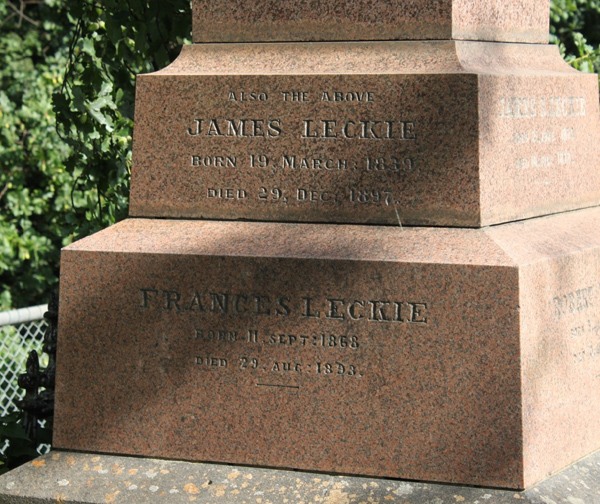 ALSO THE ABOVE
JAMES LECKIE
BORN 19. MARCH: 1839
DIED 29. DEC: 1897.
FRANCES LECKIE
BORN 11. SEPT: 1868
DIED 29. AUG: 1893.